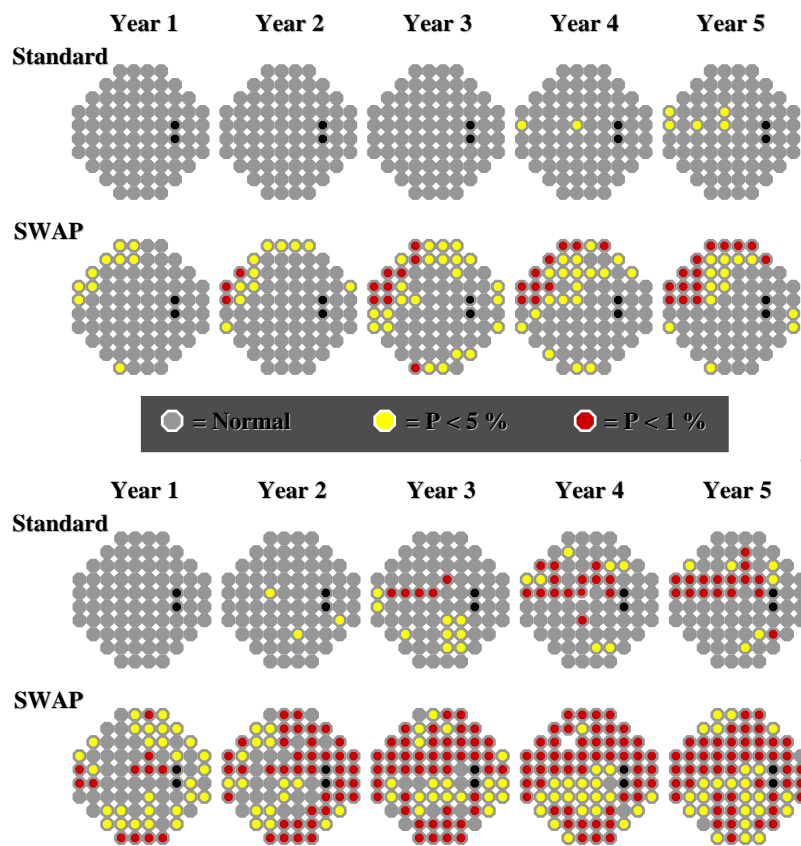 Year 1 Year 2 Year 3 Year 4 Year 5
Standard
SWAP
= Normal = P < 5 % = P < 1 %
Year 1 Year 2 Year 3 Year 4 Year 5
Standard
SWAP